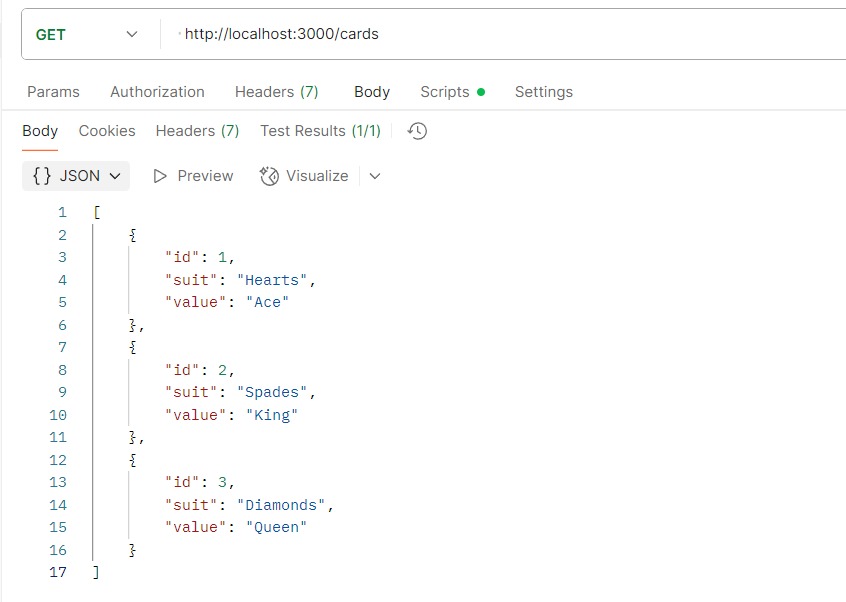 GET http://localhost:3000/cards
Params Authorization Headers (7) Body Scripts Settings
Body Cookies Headers (7) Test Results (1/1)
{} JSON Preview Visualize
1 [
2 {
3 "id": 1,
4 "suit": "Hearts",
5 "value": "Ace"
6 },
7 {
8 "id": 2,
9 "suit": "Spades",
10 "value": "King"
11 },
12 {
13 "id": 3,
14 "suit": "Diamonds",
15 "value": "Queen"
16 }
17 ]